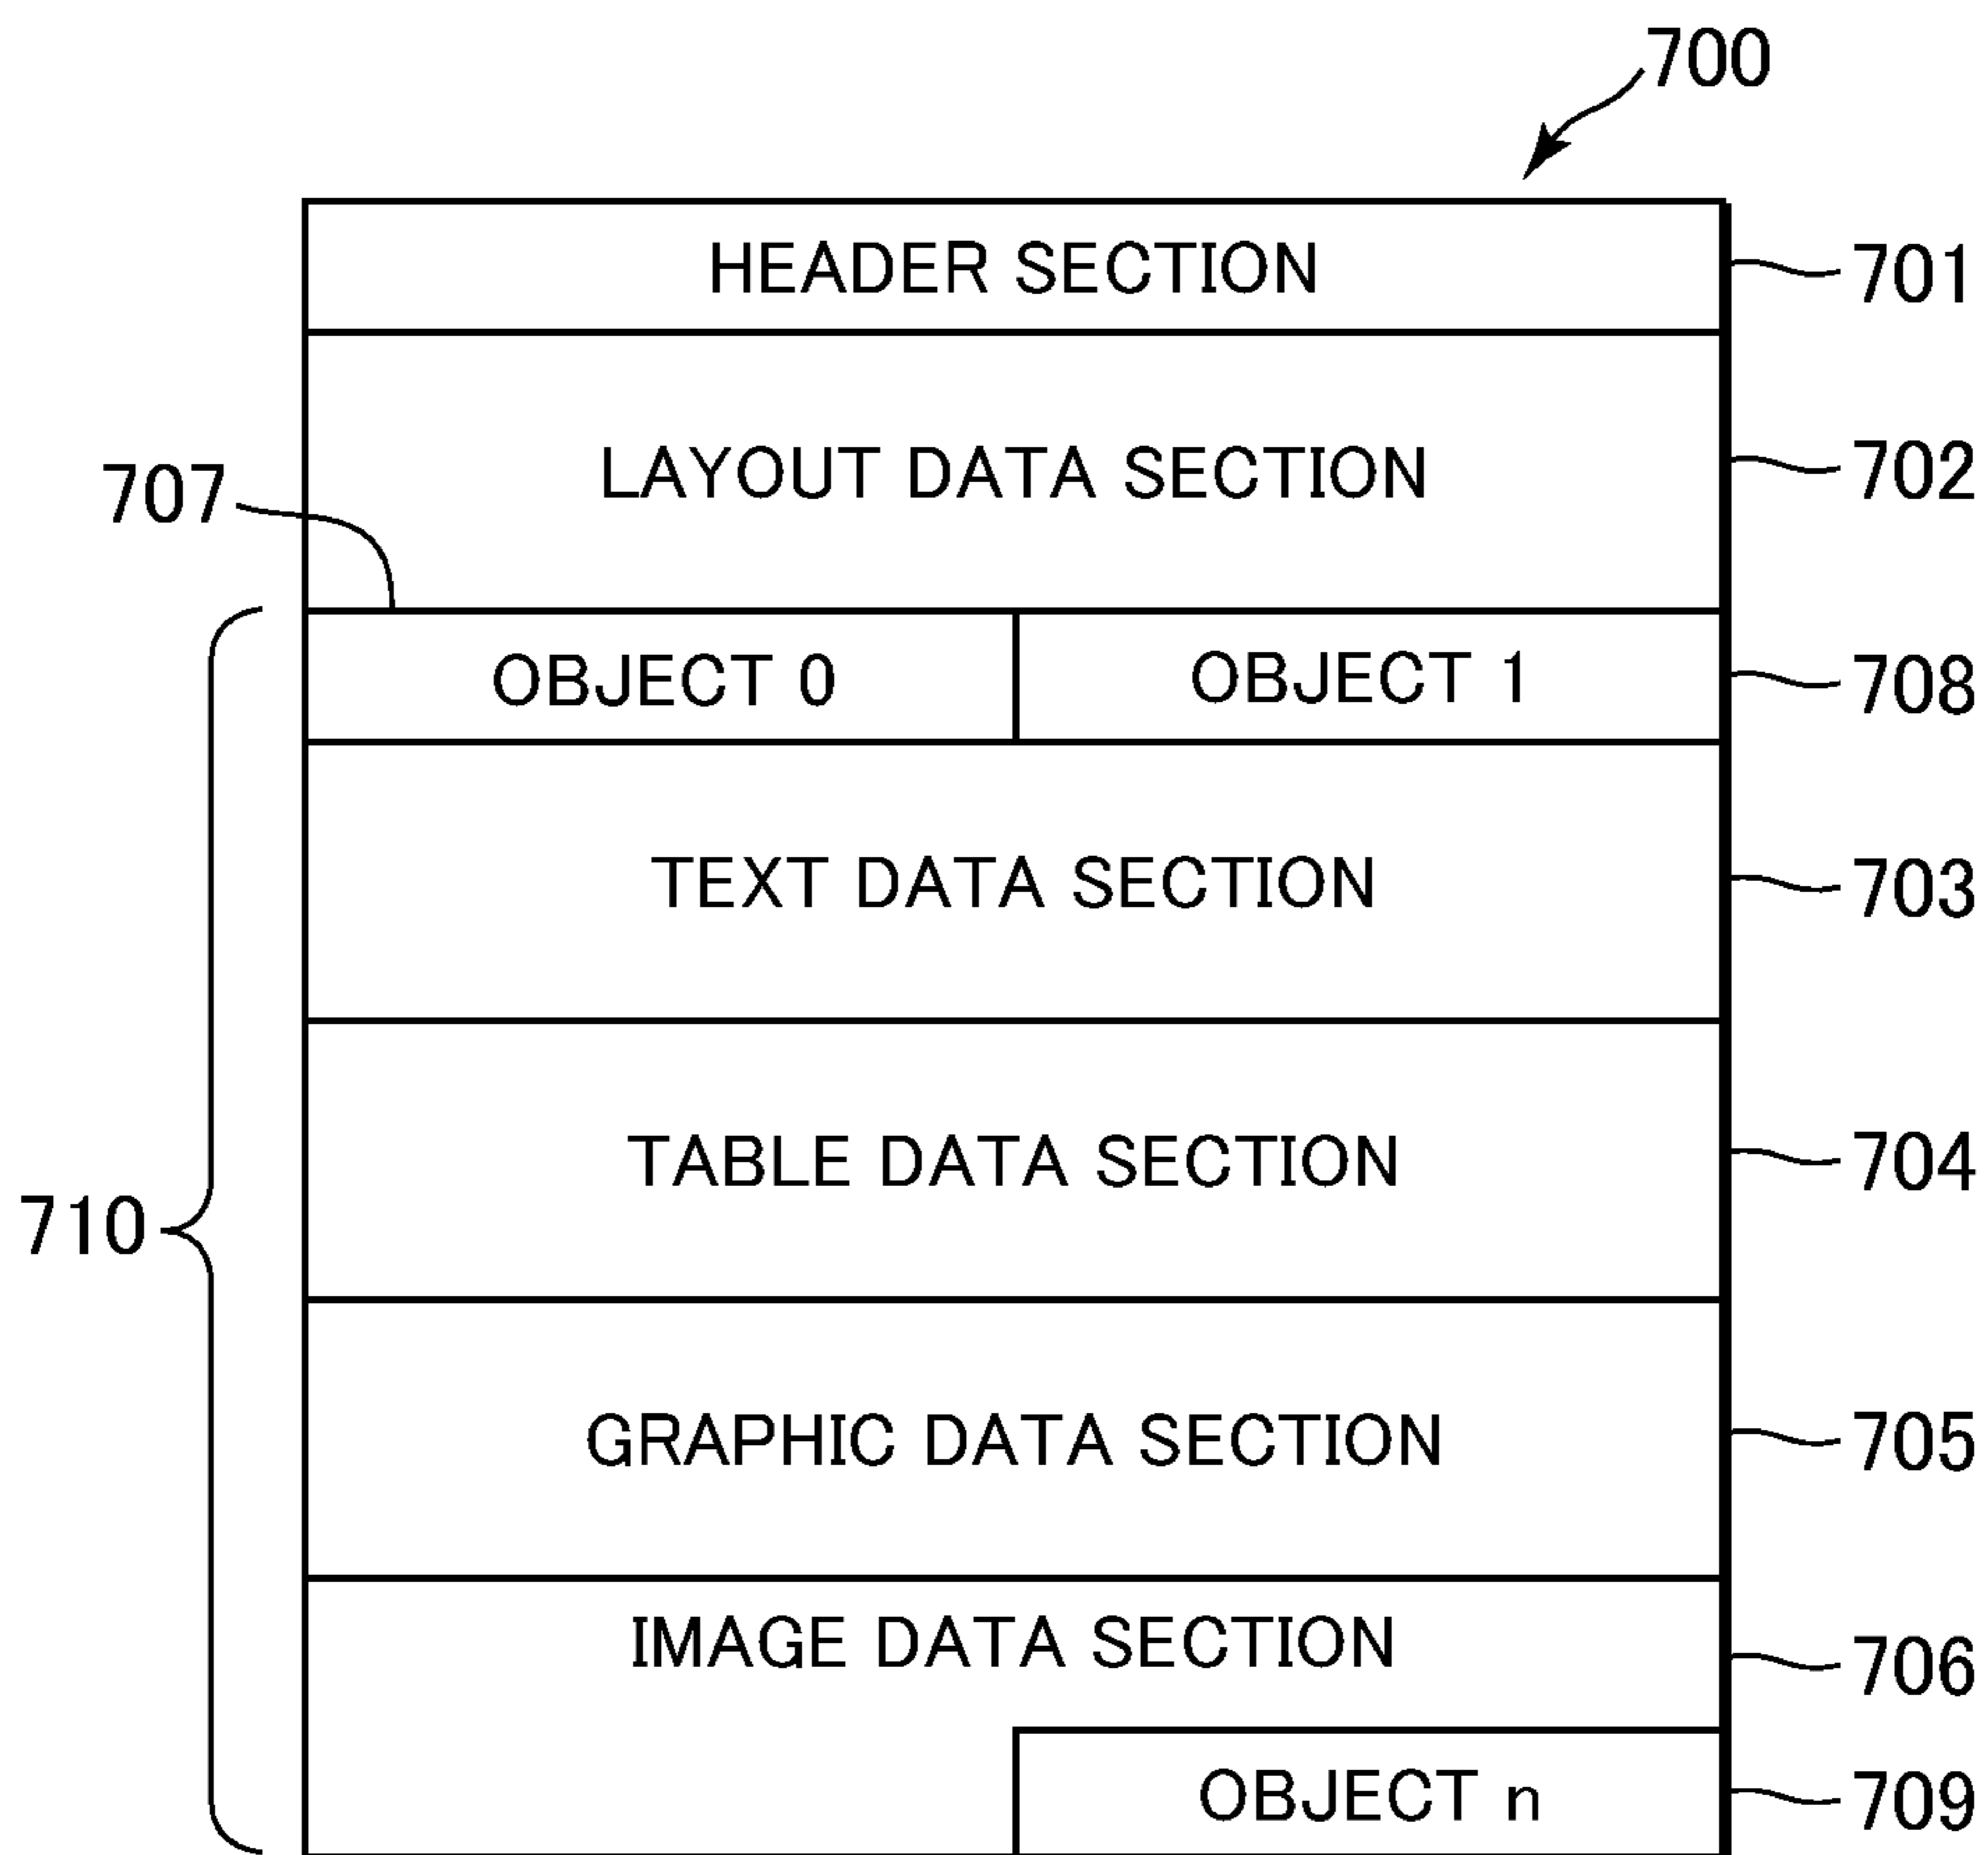 700
HEADER SECTION 701
LAYOUT DATA SECTION 702
707
OBJECT 0 OBJECT 1 708
TEXT DATA SECTION 703
TABLE DATA SECTION 704
710
GRAPHIC DATA SECTION 705
IMAGE DATA SECTION 706
OBJECT n 709